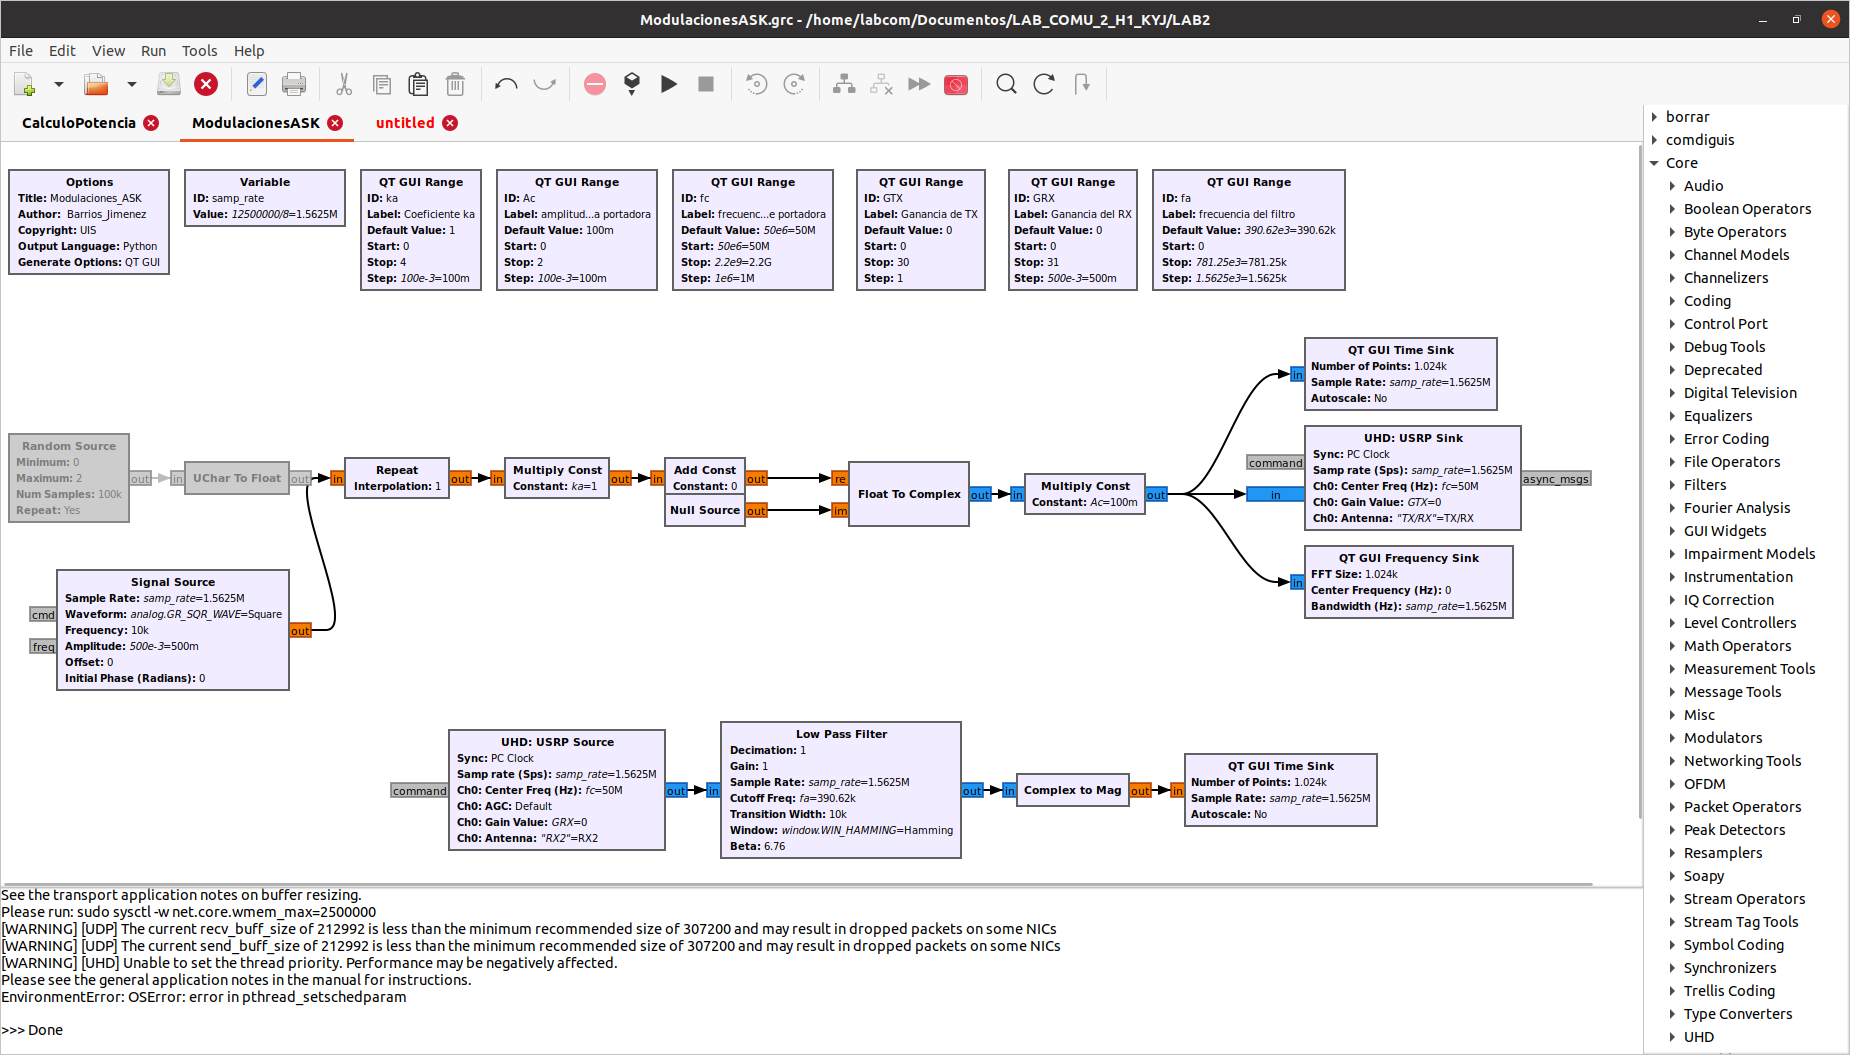 ModulacionesASK.grc - /home/labcom/Documentos/LAB_COMU_2_H1_KYJ/LAB2
File Edit View Run Tools Help
CalculoPotencia
ModulacionesASK
untitled
Options
Title: Modulaciones_ASK
Author: Barrios_Jimenez
Copyright: UIS
Output Language: Python
Generate Options: QT GUI
Variable
ID: samp_rate
Value: 12500000/8=1.5625M
QT GUI Range
ID: ka
Label: Coeficiente ka
Default Value: 1
Start: 0
Stop: 4
Step: 100e-3=100m
QT GUI Range
ID: Ac
Label: amplitud...a portadora
Default Value: 100m
Start: 0
Stop: 2
Step: 100e-3=100m
QT GUI Range
ID: fc
Label: frecuenc...e portadora
Default Value: 50e6=50M
Start: 50e6=50M
Stop: 2.2e9=2.2G
Step: 1e6=1M
QT GUI Range
ID: GTX
Label: Ganancia de TX
Default Value: 0
Start: 0
Stop: 30
Step: 1
QT GUI Range
ID: GRX
Label: Ganancia del RX
Default Value: 0
Start: 0
Stop: 31
Step: 500e-3=500m
QT GUI Range
ID: fa
Label: frecuencia del filtro
Default Value: 390.62e3=390.62k
Start: 0
Stop: 781.25e3=781.25k
Step: 1.5625e3=1.5625k
Random Source
Minimum: 0
Maximum: 2
Num Samples: 100k
Repeat: Yes
out
in
UChar To Float
out
in
Repeat
Interpolation: 1
out
in
Multiply Const
Constant: ka=1
out
in
Add Const
Constant: 0
out
Null Source
out
re
im
Float To Complex
out
in
Multiply Const
Constant: Ac=100m
out
in
QT GUI Time Sink
Number of Points: 1.024k
Sample Rate: samp_rate=1.5625M
Autoscale: No
command
in
UHD: USRP Sink
Sync: PC Clock
Samp rate (Sps): samp_rate=1.5625M
Ch0: Center Freq (Hz): fc=50M
Ch0: Gain Value: GTX=0
Ch0: Antenna: "TX/RX"=TX/RX
async_msgs
in
QT GUI Frequency Sink
FFT Size: 1.024k
Center Frequency (Hz): 0
Bandwidth (Hz): samp_rate=1.5625M
cmd
freq
Signal Source
Sample Rate: samp_rate=1.5625M
Waveform: analog.GR_SQR_WAVE=Square
Frequency: 10k
Amplitude: 500e-3=500m
Offset: 0
Initial Phase (Radians): 0
out
command
UHD: USRP Source
Sync: PC Clock
Samp rate (Sps): samp_rate=1.5625M
Ch0: Center Freq (Hz): fc=50M
Ch0: AGC: Default
Ch0: Gain Value: GRX=0
Ch0: Antenna: "RX2"=RX2
out
in
Low Pass Filter
Decimation: 1
Gain: 1
Sample Rate: samp_rate=1.5625M
Cutoff Freq: fa=390.62k
Transition Width: 10k
Window: window.WIN_HAMMING=Hamming
Beta: 6.76
out
in
Complex to Mag
out
in
QT GUI Time Sink
Number of Points: 1.024k
Sample Rate: samp_rate=1.5625M
Autoscale: No
See the transport application notes on buffer resizing.
Please run: sudo sysctl -w net.core.wmem_max=2500000
[WARNING] [UDP] The current recv_buff_size of 212992 is less than the minimum recommended size of 307200 and may result in dropped packets on some NICs
[WARNING] [UDP] The current send_buff_size of 212992 is less than the minimum recommended size of 307200 and may result in dropped packets on some NICs
[WARNING] [UHD] Unable to set the thread priority. Performance may be negatively affected.
Please see the general application notes in the manual for instructions.
EnvironmentError: OSError: error in pthread_setschedparam
>>> Done
borrar
comdiguis
Core
Audio
Boolean Operators
Byte Operators
Channel Models
Channelizers
Coding
Control Port
Debug Tools
Deprecated
Digital Television
Equalizers
Error Coding
File Operators
Filters
Fourier Analysis
GUI Widgets
Impairment Models
Instrumentation
IQ Correction
Level Controllers
Math Operators
Measurement Tools
Message Tools
Misc
Modulators
Networking Tools
OFDM
Packet Operators
Peak Detectors
Resamplers
Soapy
Stream Operators
Stream Tag Tools
Symbol Coding
Synchronizers
Trellis Coding
Type Converters
UHD